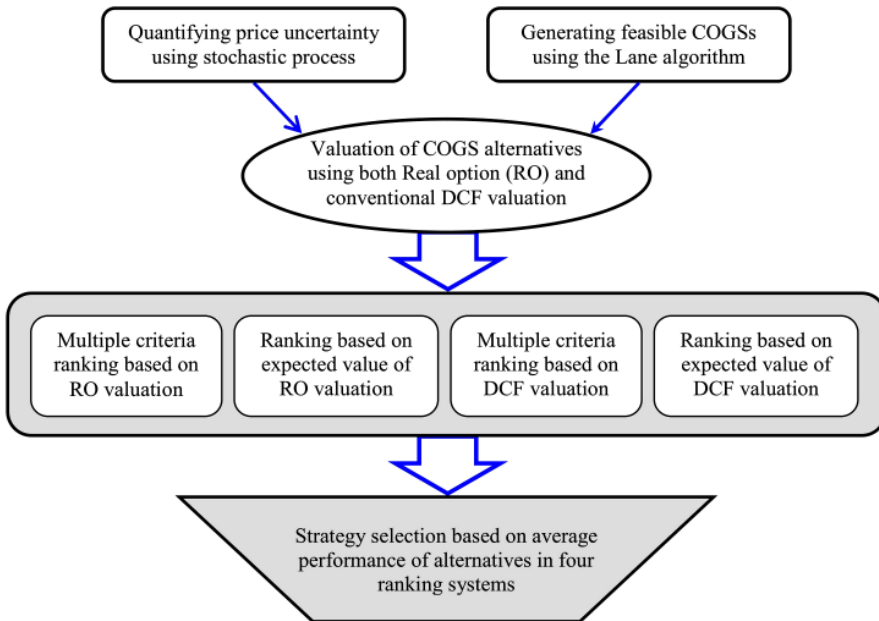 Quantifying price uncertainty
using stochastic process
Generating feasible COGSs
using the Lane algorithm
Valuation of COGS alternatives
using both Real option (RO) and
conventional DCF valuation
Multiple criteria
ranking based on
RO valuation
Ranking based on
expected value of
RO valuation
Multiple criteria
ranking based on
DCF valuation
Ranking based on
expected value of
DCF valuation
Strategy selection based on average
performance of alternatives in four
ranking systems